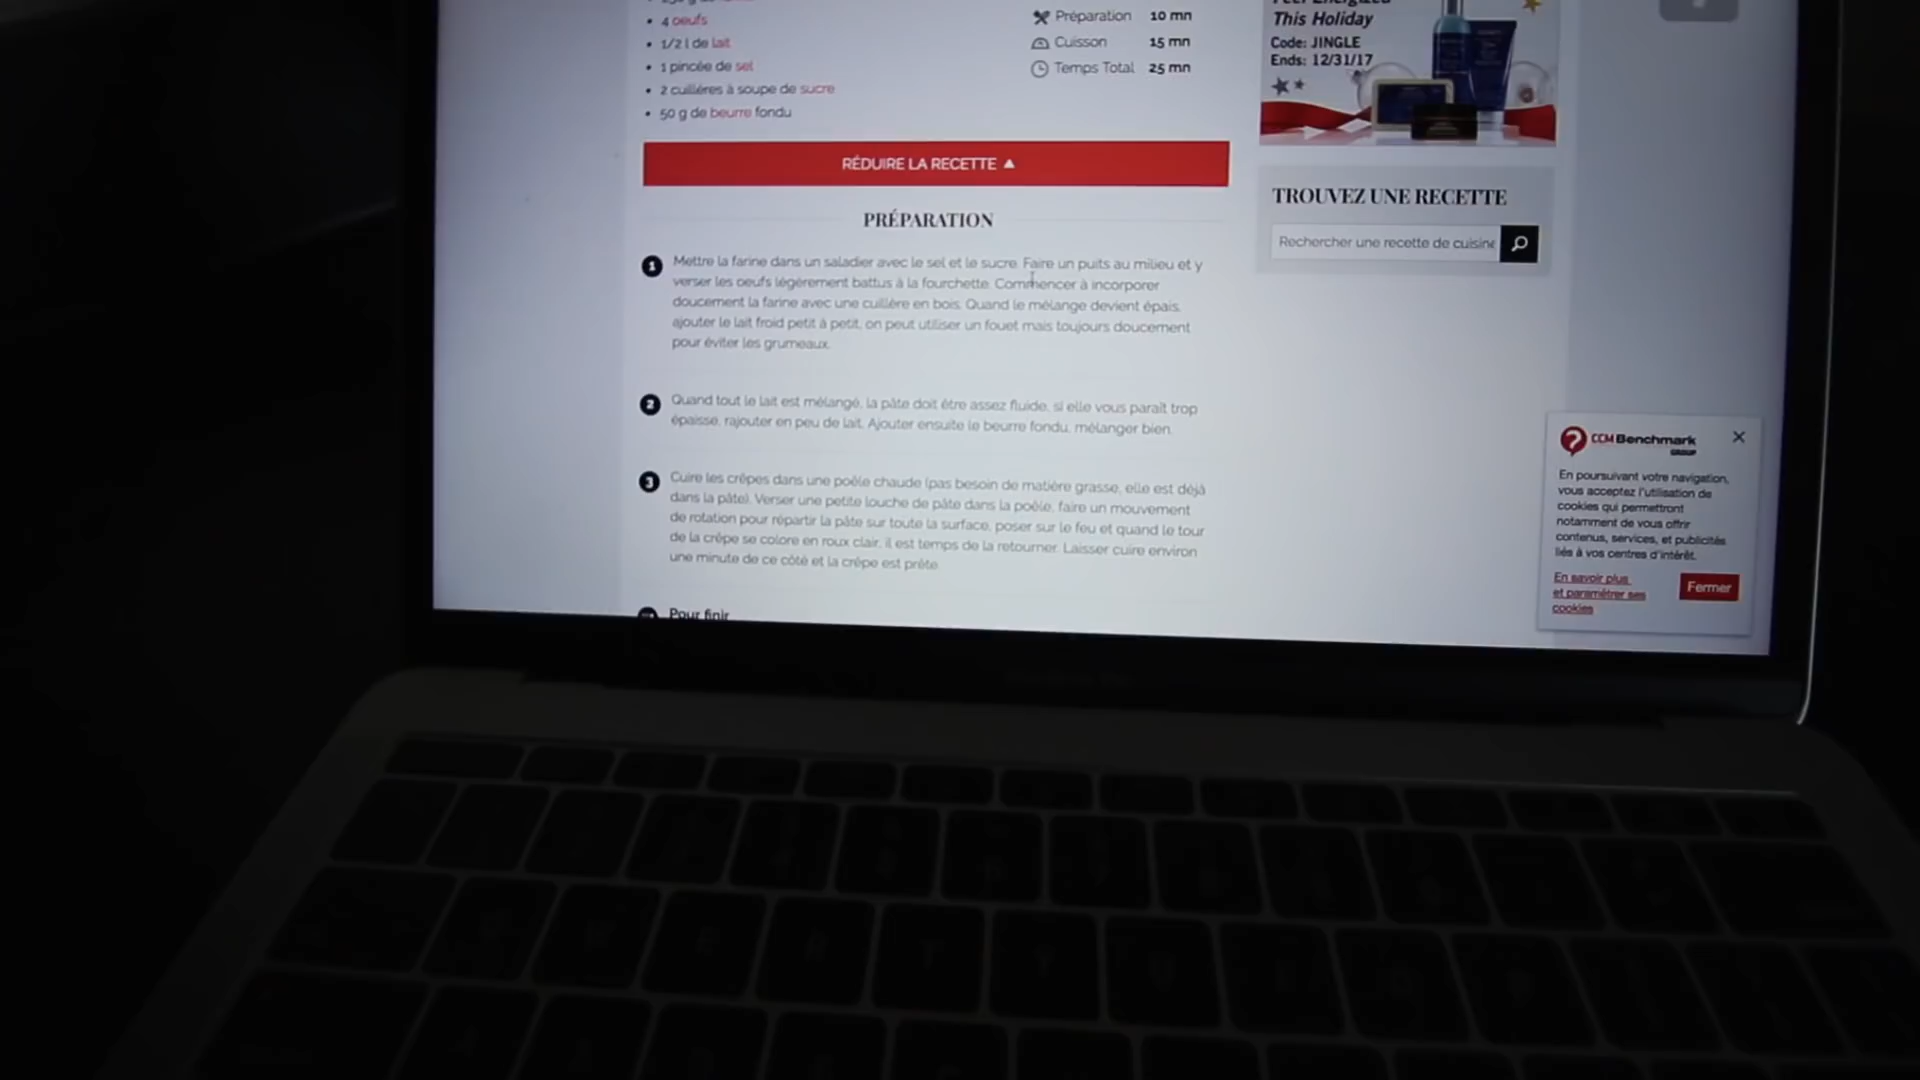 • 4 oeufs
• 1/2 l de lait
• 1 pincée de sel
• 2 cuillères à soupe de sucre
• 50 g de beurre fondu
Préparation 10 mn
Cuisson 15 mn
Temps Total 25 mn
This Holiday
Code: JINGLE
Ends: 12/31/17
RÉDUIRE LA RECETTE ▲
PRÉPARATION
1 Mettre la farine dans un saladier avec le sel et le sucre. Faire un puits au milieu et y
verser les oeufs légèrement battus à la fourchette. Commencer à incorporer
doucement la farine avec une cuillère en bois. Quand le mélange devient épais,
ajouter le lait froid petit à petit, on peut utiliser un fouet mais toujours doucement
pour éviter les grumeaux.
2 Quand tout le lait est mélangé, la pâte doit être assez fluide, si elle vous paraît trop
épaisse, rajouter en peu de lait. Ajouter ensuite le beurre fondu, mélanger bien.
3 Cuire les crêpes dans une poêle chaude (pas besoin de matière grasse, elle est déjà
dans la pâte). Verser une petite louche de pâte dans la poêle, faire un mouvement
de rotation pour répartir la pâte sur toute la surface, poser sur le feu et quand le tour
de la crêpe se colore en roux clair, il est temps de la retourner. Laisser cuire environ
une minute de ce côté et la crêpe est prête.
Pour finir
TROUVEZ UNE RECETTE
Rechercher une recette de cuisine
CCM Benchmark
GROUP
En poursuivant votre navigation,
vous acceptez l'utilisation de
cookies qui permettront
notamment de vous offrir
contenus, services, et publicités
liés à vos centres d'intérêt.
En savoir plus
et paramétrer ses
cookies
Fermer